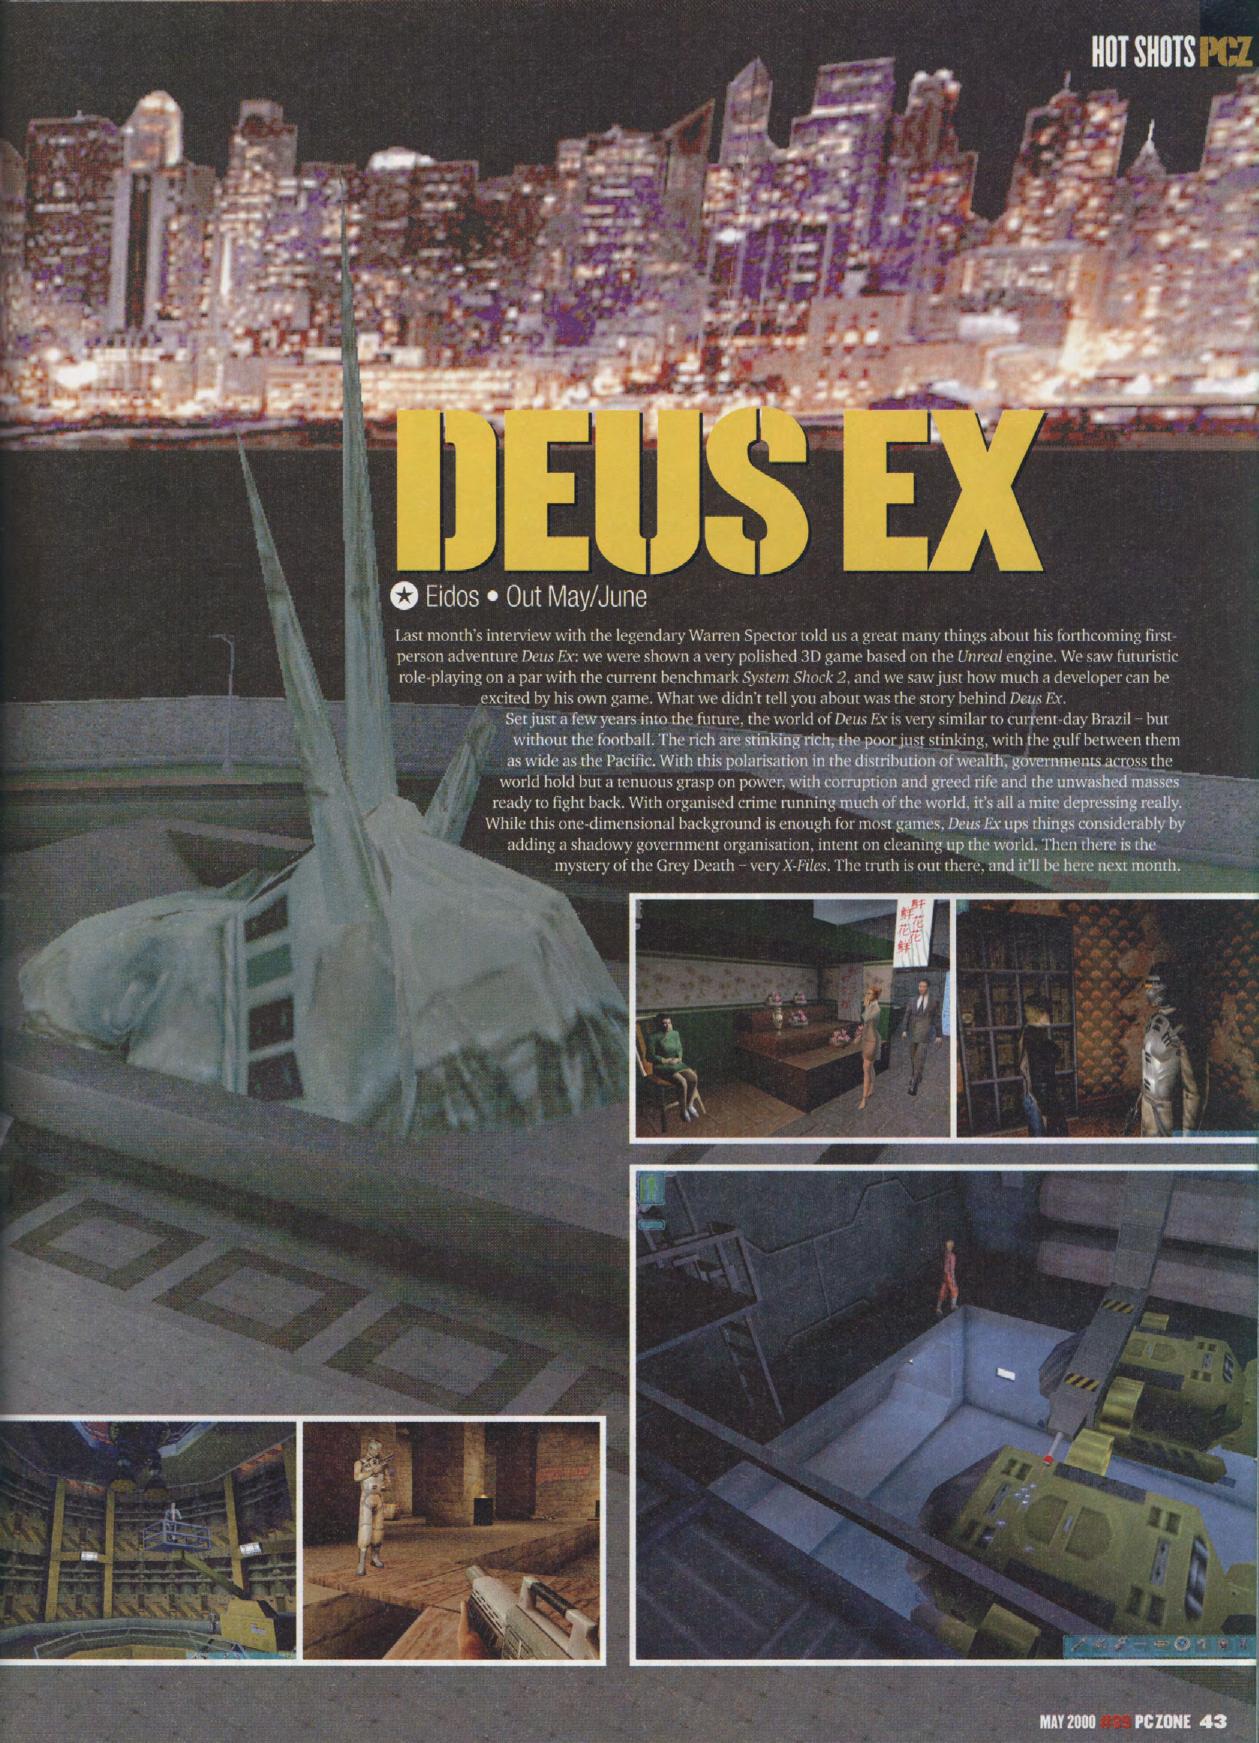 HOT SHOTS PCZ
DEUS EX
Eidos • Out May/June
Last month's interview with the legendary Warren Spector told us a great many things about his forthcoming first-
person adventure Deus Ex: we were shown a very polished 3D game based on the Unreal engine. We saw futuristic
role-playing on a par with the current benchmark System Shock 2, and we saw just how much a developer can be
excited by his own game. What we didn't tell you about was the story behind Deus Ex.
Set just a few years into the future, the world of Deus Ex is very similar to current-day Brazil – but
without the football. The rich are stinking rich, the poor just stinking, with the gulf between them
as wide as the Pacific. With this polarisation in the distribution of wealth, governments across the
world hold but a tenuous grasp on power, with corruption and greed rife and the unwashed masses
ready to fight back. With organised crime running much of the world, it's all a mite depressing really.
While this one-dimensional background is enough for most games, Deus Ex ups things considerably by
adding a shadowy government organisation, intent on cleaning up the world. Then there is the
mystery of the Grey Death – very X-Files. The truth is out there, and it'll be here next month.
MAY 2000 #89 PC ZONE 43